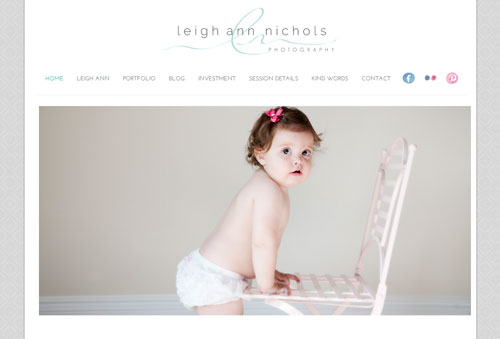 leigh ann nichols
PHOTOGRAPHY
HOME LEIGH ANN PORTFOLIO BLOG INVESTMENT SESSION DETAILS KIND WORDS CONTACT